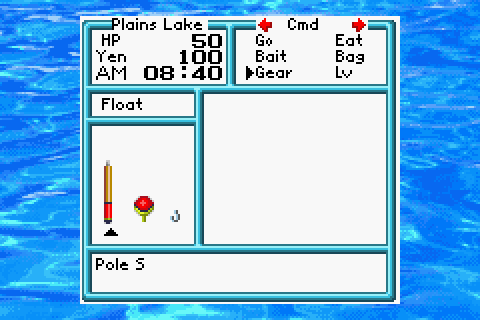 Plains Lake
HP 50
Yen 100
AM 08:40
Cmd
Go Eat
Bait Bag
Gear Lv
Float
Pole S